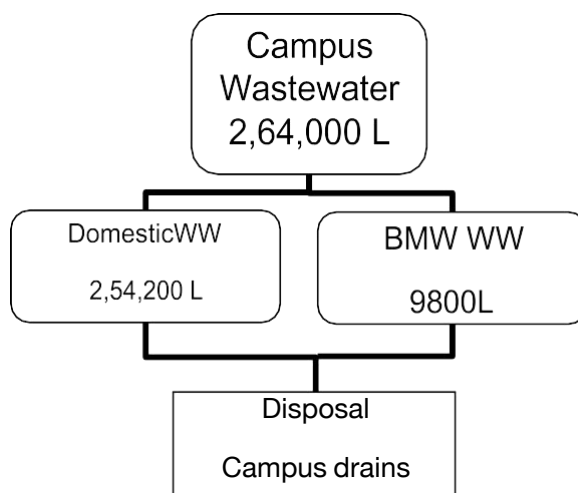 Campus
Wastewater
2,64,000 L
DomesticWW
2,54,200 L
BMW WW
9800L
Disposal
Campus drains